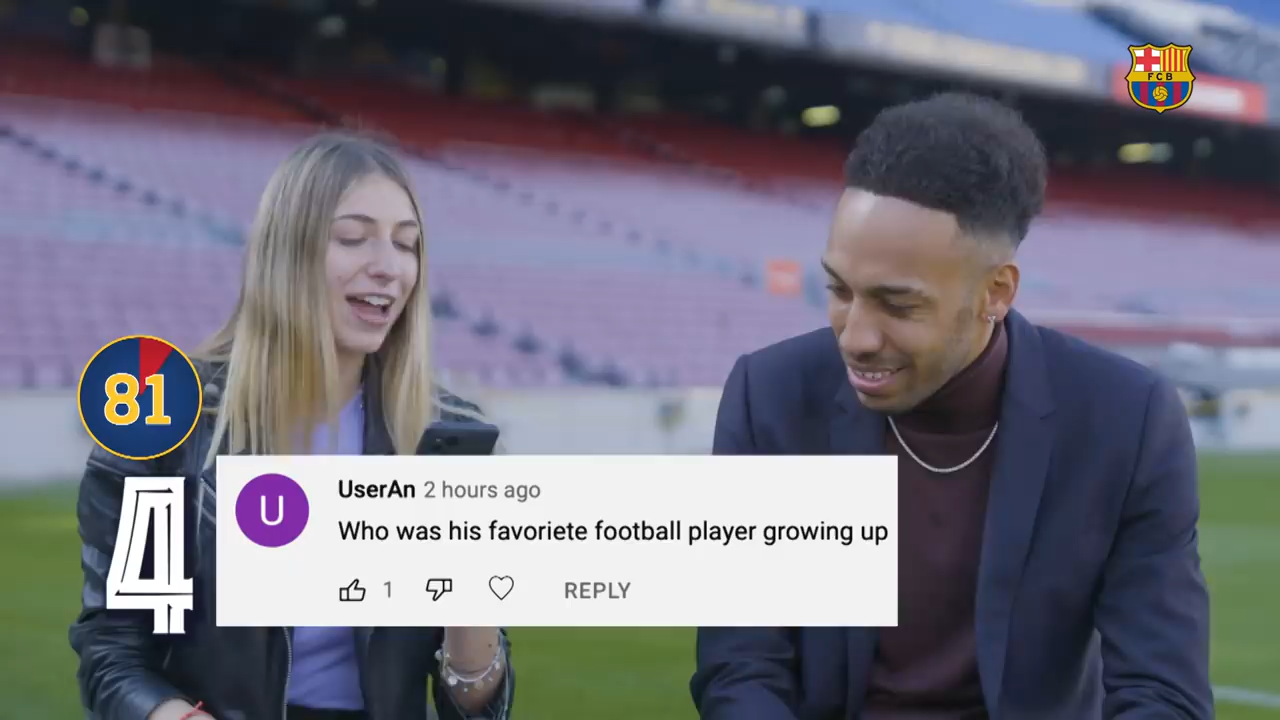 FCB
81
4
U
UserAn 2 hours ago
Who was his favoriete football player growing up
1
REPLY